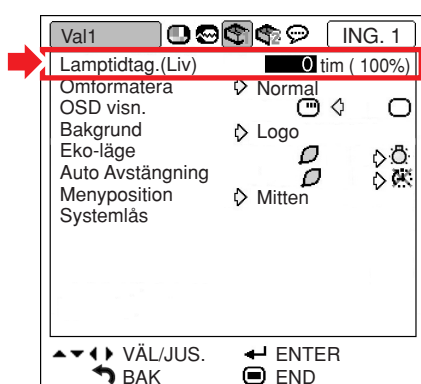 Val1 ING. 1
Lamptidtag.(Liv) 0 tim ( 100%)
Omformatera Normal
OSD visn.
Bakgrund Logo
Eko-läge
Auto Avstängning
Menyposition Mitten
Systemlås
VÄL/JUS. ENTER
BAK END